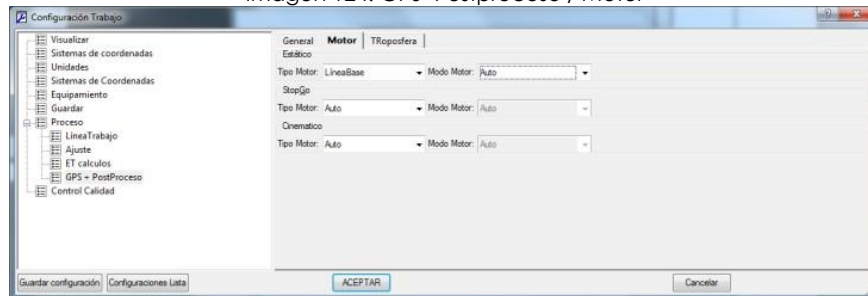 Imagen 124. GPS+Postproceso / Motor
Configuración Trabajo
Visualizar
Sistemas de coordenadas
Unidades
Sistemas de Coordenadas
Equipamiento
Guardar
Proceso
LineaTrabajo
Ajuste
ET calculos
GPS + PostProceso
Control Calidad
General Motor TRoposfera
Estático
Tipo Motor: LineaBase Modo Motor: Auto
StopGo
Tipo Motor: Auto Modo Motor: Auto
Cinematico
Tipo Motor: Auto Modo Motor: Auto
Guardar configuración Configuraciones Lista ACEPTAR Cancelar